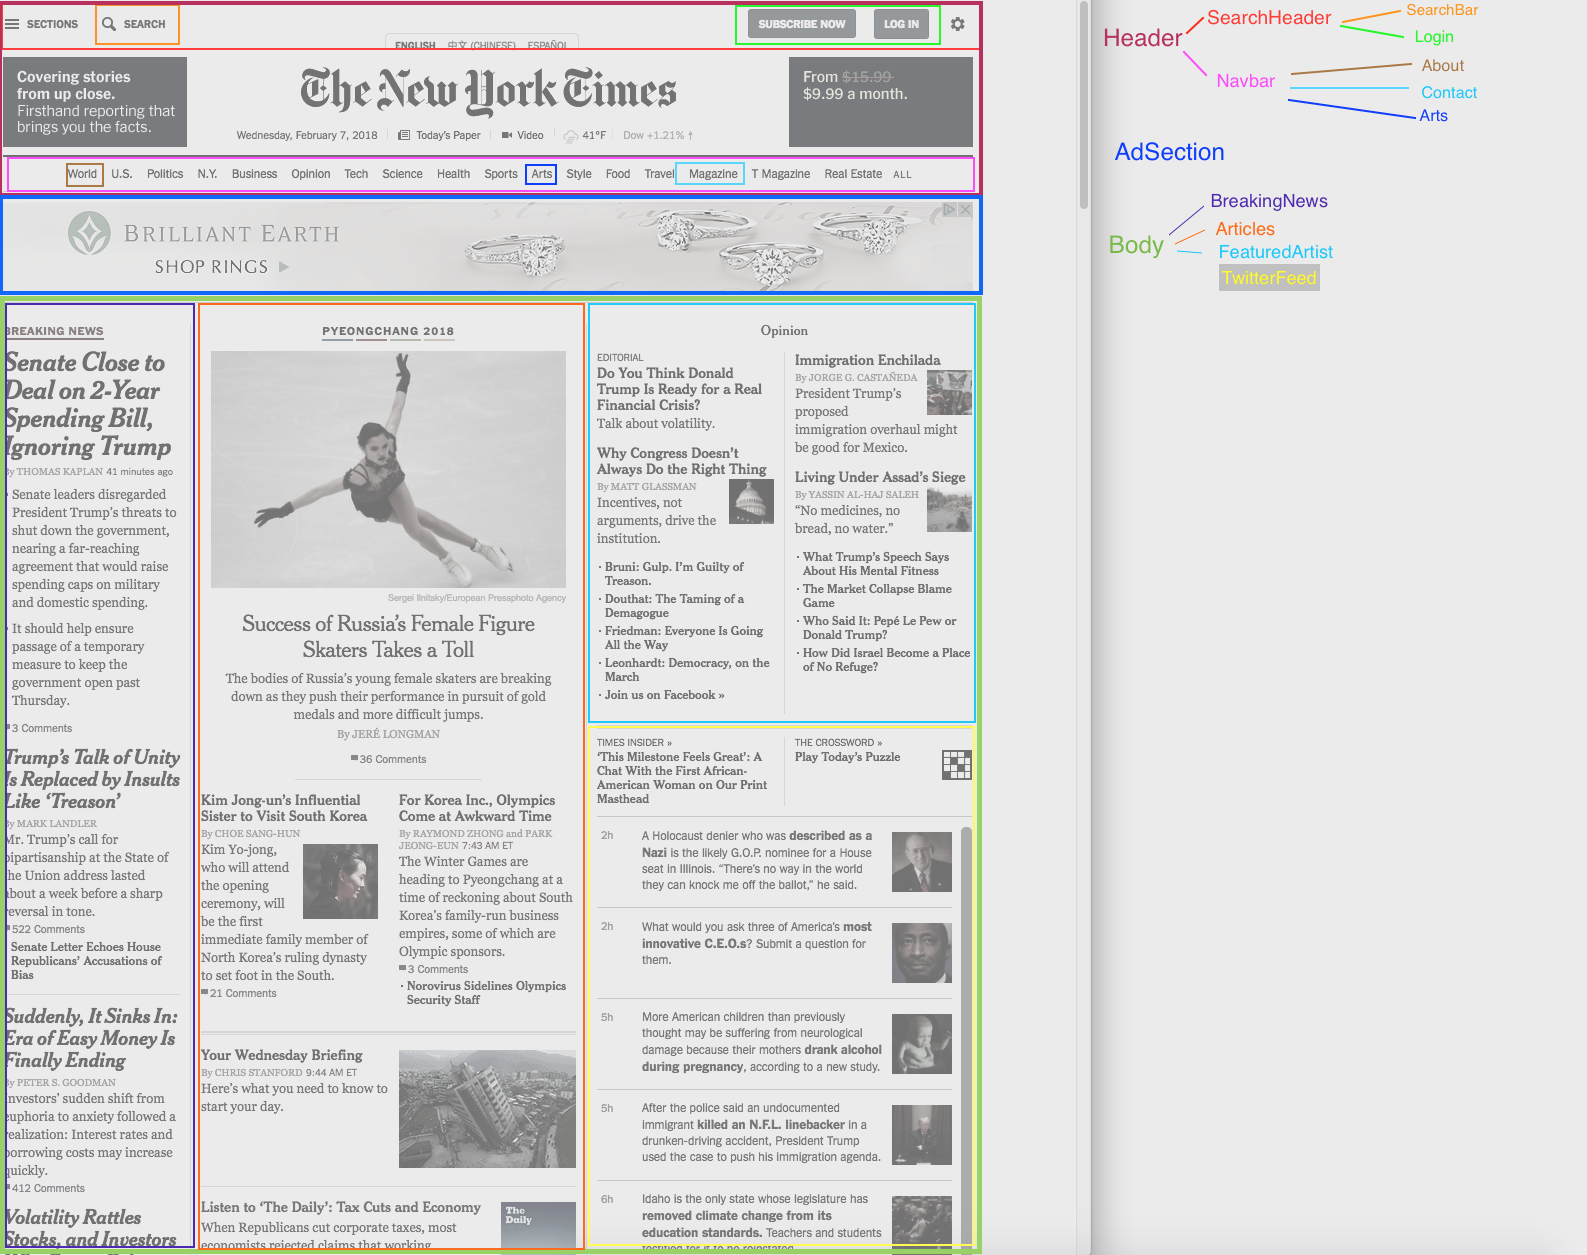 SECTIONS
SEARCH
SUBSCRIBE NOW
LOG IN
ENGLISH 中文 (CHINESE) ESPAÑOL
Covering stories
from up close.
Firsthand reporting that
brings you the facts.
The New York Times
From $15.99
$9.99 a month.
Wednesday, February 7, 2018
Today's Paper
Video
41°F
Dow +1.21% ↑
World U.S. Politics N.Y. Business Opinion Tech Science Health Sports Arts Style Food Travel Magazine T Magazine Real Estate ALL
BRILLIANT EARTH
SHOP RINGS
BREAKING NEWS
Senate Close to
Deal on 2-Year
Spending Bill,
Ignoring Trump
By THOMAS KAPLAN 41 minutes ago
Senate leaders disregarded
President Trump's threats to
shut down the government,
nearing a far-reaching
agreement that would raise
spending caps on military
and domestic spending.
It should help ensure
passage of a temporary
measure to keep the
government open past
Thursday.
3 Comments
Trump's Talk of Unity
Is Replaced by Insults
Like ‘Treason’
By MARK LANDLER
Mr. Trump's call for
bipartisanship at the State of
the Union address lasted
about a week before a sharp
reversal in tone.
522 Comments
Senate Letter Echoes House
Republicans' Accusations of
Bias
Suddenly, It Sinks In:
Era of Easy Money Is
Finally Ending
By PETER S. GOODMAN
Investors' sudden shift from
euphoria to anxiety followed a
realization: Interest rates and
borrowing costs may increase
quickly.
412 Comments
Volatility Rattles
Stocks, and Investors
PYEONGCHANG 2018
Sergei Ilnitsky/European Pressphoto Agency
Success of Russia's Female Figure
Skaters Takes a Toll
The bodies of Russia's young female skaters are breaking
down as they push their performance in pursuit of gold
medals and more difficult jumps.
By JERÉ LONGMAN
36 Comments
Kim Jong-un's Influential
Sister to Visit South Korea
By CHOE SANG-HUN
Kim Yo-jong,
who will attend
the opening
ceremony, will
be the first
immediate family member of
North Korea's ruling dynasty
to set foot in the South.
21 Comments
For Korea Inc., Olympics
Come at Awkward Time
By RAYMOND ZHONG and PARK
JEONG-EUN 7:43 AM ET
The Winter Games are
heading to Pyeongchang at a
time of reckoning about South
Korea's family-run business
empires, some of which are
Olympic sponsors.
3 Comments
· Norovirus Sidelines Olympics
Security Staff
Your Wednesday Briefing
By CHRIS STANFORD 9:44 AM ET
Here's what you need to know to
start your day.
Listen to ‘The Daily’: Tax Cuts and Economy
When Republicans cut corporate taxes, most
economists rejected claims that working
The
Daily
Opinion
EDITORIAL
Do You Think Donald
Trump Is Ready for a Real
Financial Crisis?
Talk about volatility.
Why Congress Doesn't
Always Do the Right Thing
By MATT GLASSMAN
Incentives, not
arguments, drive the
institution.
· Bruni: Gulp. I'm Guilty of
Treason.
· Douthat: The Taming of a
Demagogue
· Friedman: Everyone Is Going
All the Way
· Leonhardt: Democracy, on the
March
· Join us on Facebook »
Immigration Enchilada
By JORGE G. CASTAÑEDA
President Trump's
proposed
immigration overhaul might
be good for Mexico.
Living Under Assad's Siege
By YASSIN AL-HAJ SALEH
“No medicines, no
bread, no water.”
· What Trump's Speech Says
About His Mental Fitness
· The Market Collapse Blame
Game
· Who Said It: Pepé Le Pew or
Donald Trump?
· How Did Israel Become a Place
of No Refuge?
TIMES INSIDER »
‘This Milestone Feels Great’: A
Chat With the First African-
American Woman on Our Print
Masthead
THE CROSSWORD »
Play Today's Puzzle
2h
A Holocaust denier who was described as a
Nazi is the likely G.O.P. nominee for a House
seat in Illinois. “There's no way in the world
they can knock me off the ballot,” he said.
2h
What would you ask three of America's most
innovative C.E.O.s? Submit a question for
them.
5h
More American children than previously
thought may be suffering from neurological
damage because their mothers drank alcohol
during pregnancy, according to a new study.
5h
After the police said an undocumented
immigrant killed an N.F.L. linebacker in a
drunken-driving accident, President Trump
used the case to push his immigration agenda.
6h
Idaho is the only state whose legislature has
removed climate change from its
education standards. Teachers and students
testified for it to be reinstated.
Header
SearchHeader
SearchBar
Login
Navbar
About
Contact
Arts
AdSection
Body
BreakingNews
Articles
FeaturedArtist
TwitterFeed